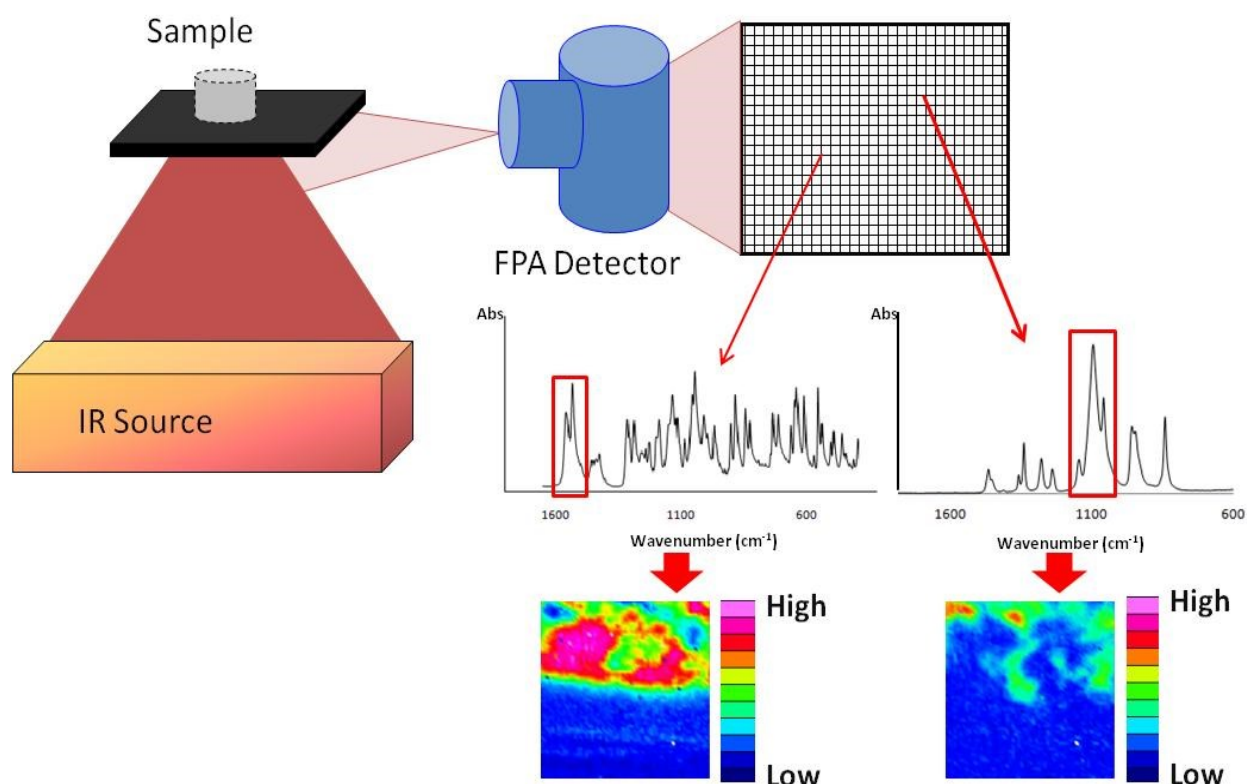 Sample
FPA Detector
IR Source
Abs
1600
1100
600
Wavenumber (cm⁻¹)
Abs
1600
1100
600
Wavenumber (cm⁻¹)
High
Low
High
Low